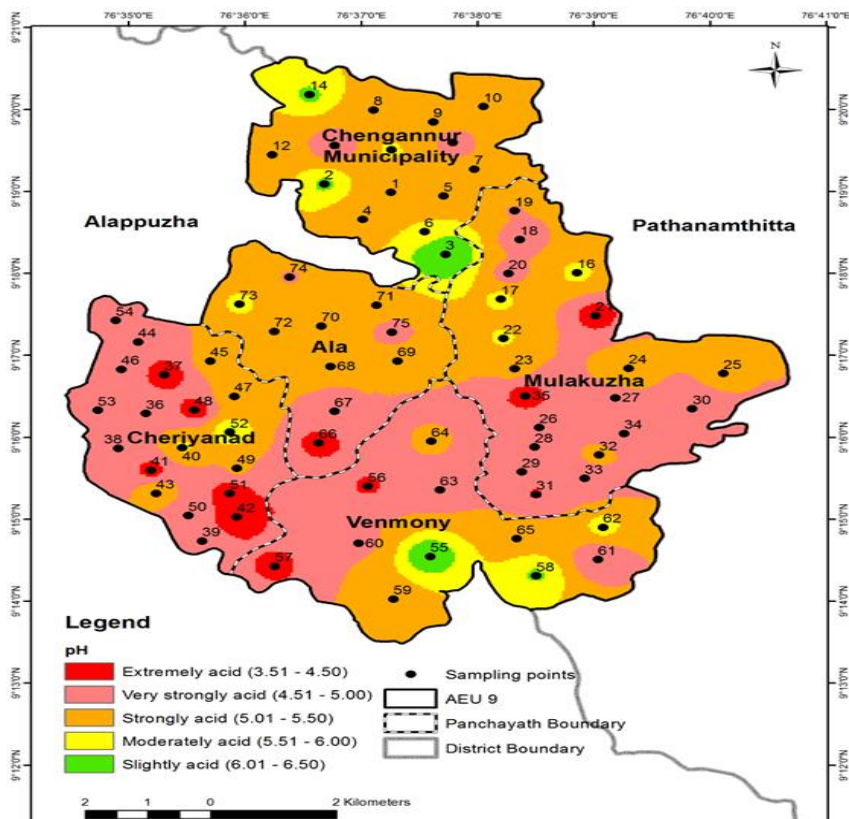 76°35'0"E 76°36'0"E 76°37'0"E 76°38'0"E 76°39'0"E 76°40'0"E 76°41'0"E
9°21'0"N
9°20'0"N
9°19'0"N
9°18'0"N
9°17'0"N
9°16'0"N
9°15'0"N
9°14'0"N
9°13'0"N
9°12'0"N
N
14
8
9
10
Chengannur
Municipality
12
7
2
1
5
4
6
3
19
18
20
16
17
22
Alappuzha
Pathanamthitta
74
73
71
72
70
75
Ala
68
69
23
24
25
54
44
46
37
45
47
53
36
48
52
Cheriyanad
38
40
49
41
43
51
42
50
39
67
66
64
Mulakuzha
35
27
30
26
34
28
32
29
33
31
56
63
Venmony
60
57
55
65
62
61
58
59
Legend
pH
Extremely acid (3.51 - 4.50)
Very strongly acid (4.51 - 5.00)
Strongly acid (5.01 - 5.50)
Moderately acid (5.51 - 6.00)
Slightly acid (6.01 - 6.50)
Sampling points
AEU 9
Panchayath Boundary
District Boundary
2 1 0 2 Kilometers